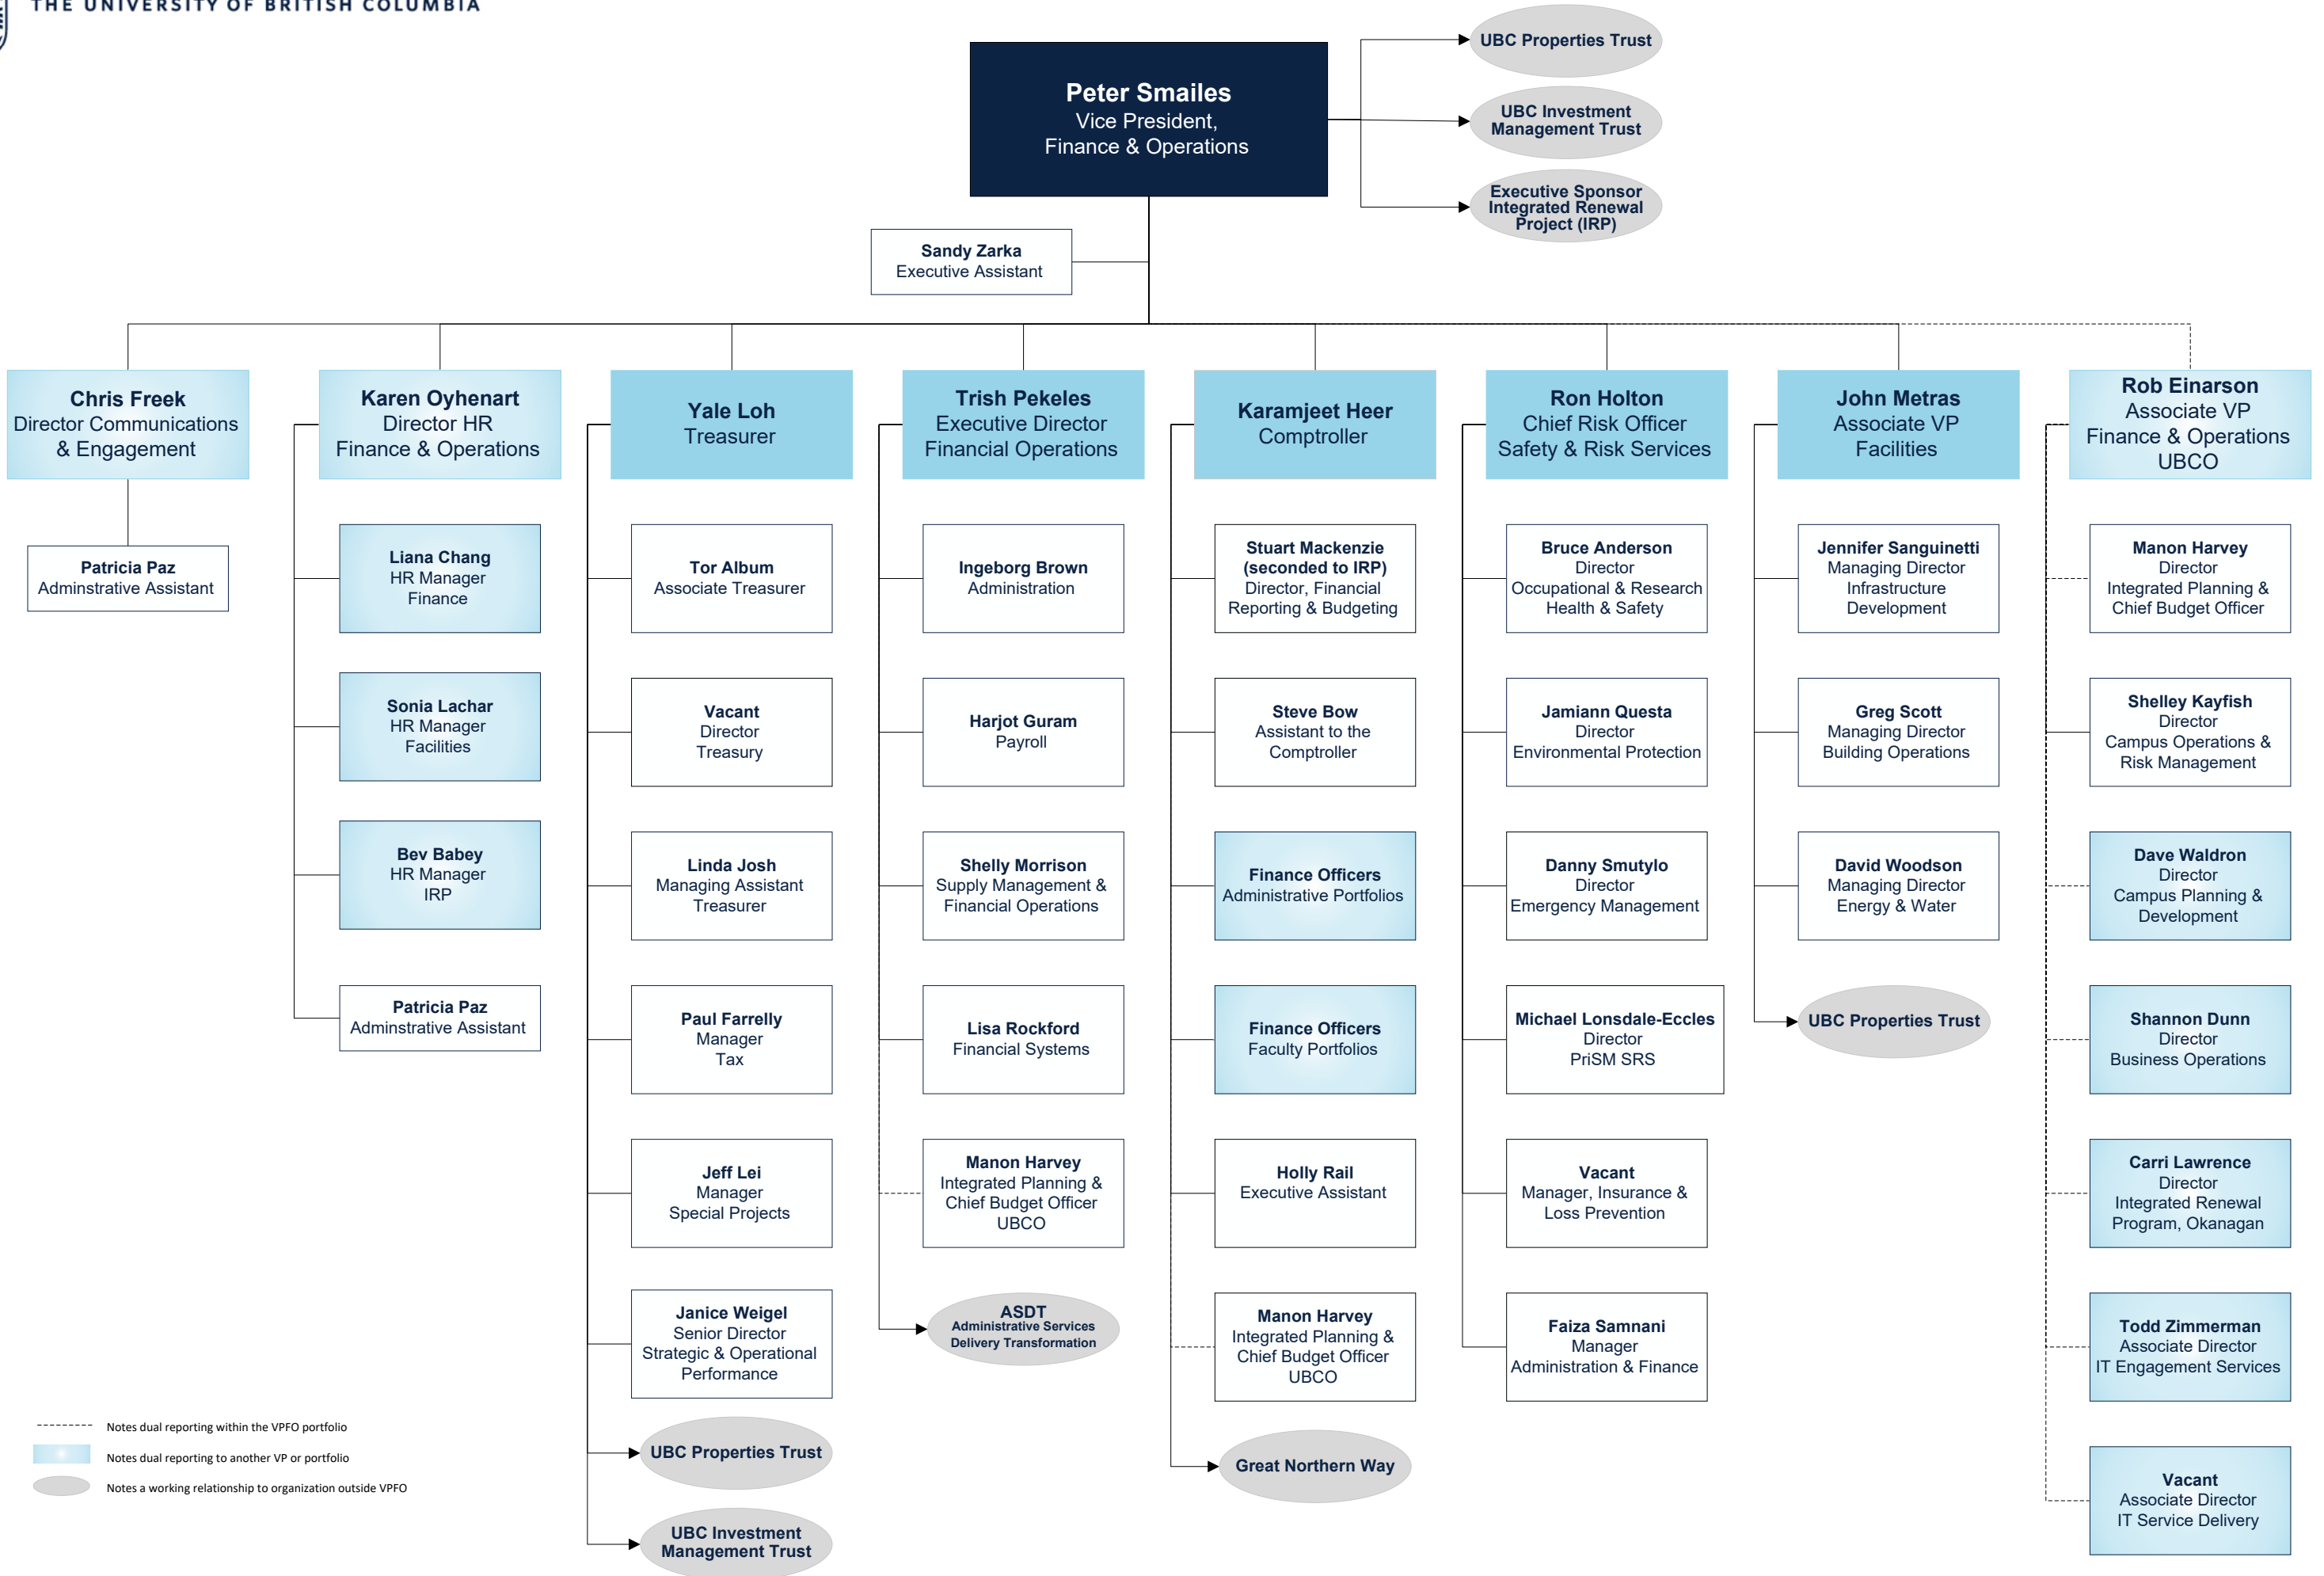 THE UNIVERSITY OF BRITISH COLUMBIA
Peter Smailes
Vice President,
Finance & Operations
UBC Properties Trust
UBC Investment
Management Trust
Executive Sponsor
Integrated Renewal
Project (IRP)
Sandy Zarka
Executive Assistant
Chris Freek
Director Communications
& Engagement
Patricia Paz
Adminstrative Assistant
Karen Oyhenart
Director HR
Finance & Operations
Liana Chang
HR Manager
Finance
Sonia Lachar
HR Manager
Facilities
Bev Babey
HR Manager
IRP
Patricia Paz
Adminstrative Assistant
Yale Loh
Treasurer
Tor Album
Associate Treasurer
Vacant
Director
Treasury
Linda Josh
Managing Assistant
Treasurer
Paul Farrelly
Manager
Tax
Jeff Lei
Manager
Special Projects
Janice Weigel
Senior Director
Strategic & Operational
Performance
UBC Properties Trust
UBC Investment
Management Trust
Trish Pekeles
Executive Director
Financial Operations
Ingeborg Brown
Administration
Harjot Guram
Payroll
Shelly Morrison
Supply Management &
Financial Operations
Lisa Rockford
Financial Systems
Manon Harvey
Integrated Planning &
Chief Budget Officer
UBCO
ASDT
Administrative Services
Delivery Transformation
Karamjeet Heer
Comptroller
Stuart Mackenzie
(seconded to IRP)
Director, Financial
Reporting & Budgeting
Steve Bow
Assistant to the
Comptroller
Finance Officers
Administrative Portfolios
Finance Officers
Faculty Portfolios
Holly Rail
Executive Assistant
Manon Harvey
Integrated Planning &
Chief Budget Officer
UBCO
Great Northern Way
Ron Holton
Chief Risk Officer
Safety & Risk Services
Bruce Anderson
Director
Occupational & Research
Health & Safety
Jamiann Questa
Director
Environmental Protection
Danny Smutylo
Director
Emergency Management
Michael Lonsdale-Eccles
Director
PriSM SRS
Vacant
Manager, Insurance &
Loss Prevention
Faiza Samnani
Manager
Administration & Finance
John Metras
Associate VP
Facilities
Jennifer Sanguinetti
Managing Director
Infrastructure
Development
Greg Scott
Managing Director
Building Operations
David Woodson
Managing Director
Energy & Water
UBC Properties Trust
Rob Einarson
Associate VP
Finance & Operations
UBCO
Manon Harvey
Director
Integrated Planning &
Chief Budget Officer
Shelley Kayfish
Director
Campus Operations &
Risk Management
Dave Waldron
Director
Campus Planning &
Development
Shannon Dunn
Director
Business Operations
Carri Lawrence
Director
Integrated Renewal
Program, Okanagan
Todd Zimmerman
Associate Director
IT Engagement Services
Vacant
Associate Director
IT Service Delivery
Notes dual reporting within the VPFO portfolio
Notes dual reporting to another VP or portfolio
Notes a working relationship to organization outside VPFO